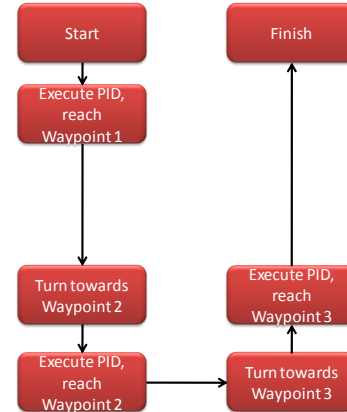 Start
Execute PID,
reach
Waypoint 1
Turn towards
Waypoint 2
Execute PID,
reach
Waypoint 2
Turn towards
Waypoint 3
Execute PID,
reach
Waypoint 3
Finish